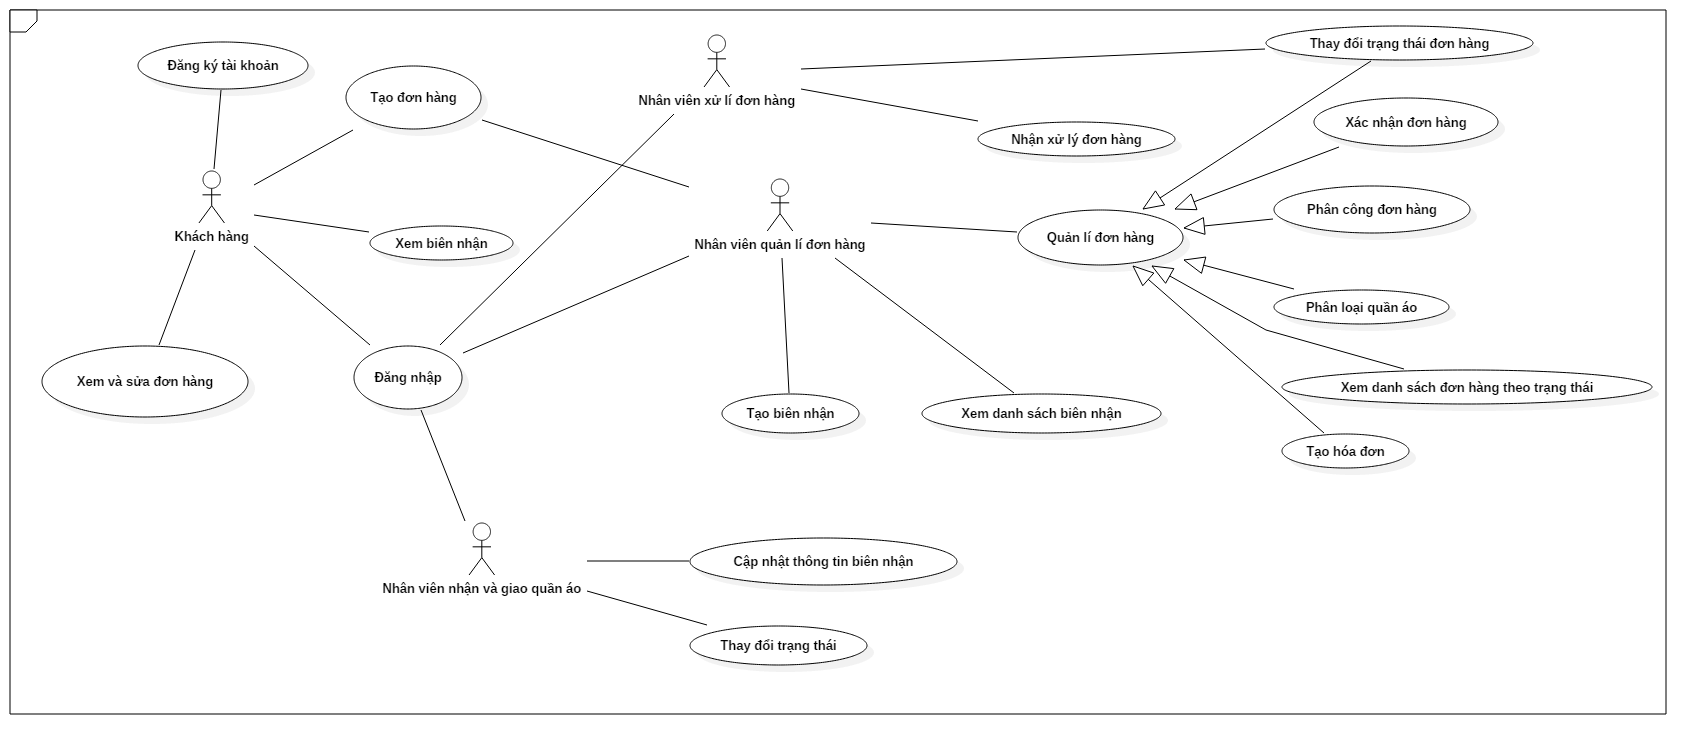 Đăng ký tài khoản
Tạo đơn hàng
Nhân viên xử lí đơn hàng
Thay đổi trạng thái đơn hàng
Xác nhận đơn hàng
Nhận xử lý đơn hàng
Khách hàng
Xem biên nhận
Nhân viên quản lí đơn hàng
Quản lí đơn hàng
Phân công đơn hàng
Phân loại quần áo
Xem và sửa đơn hàng
Đăng nhập
Tạo biên nhận
Xem danh sách biên nhận
Xem danh sách đơn hàng theo trạng thái
Tạo hóa đơn
Nhân viên nhận và giao quần áo
Cập nhật thông tin biên nhận
Thay đổi trạng thái